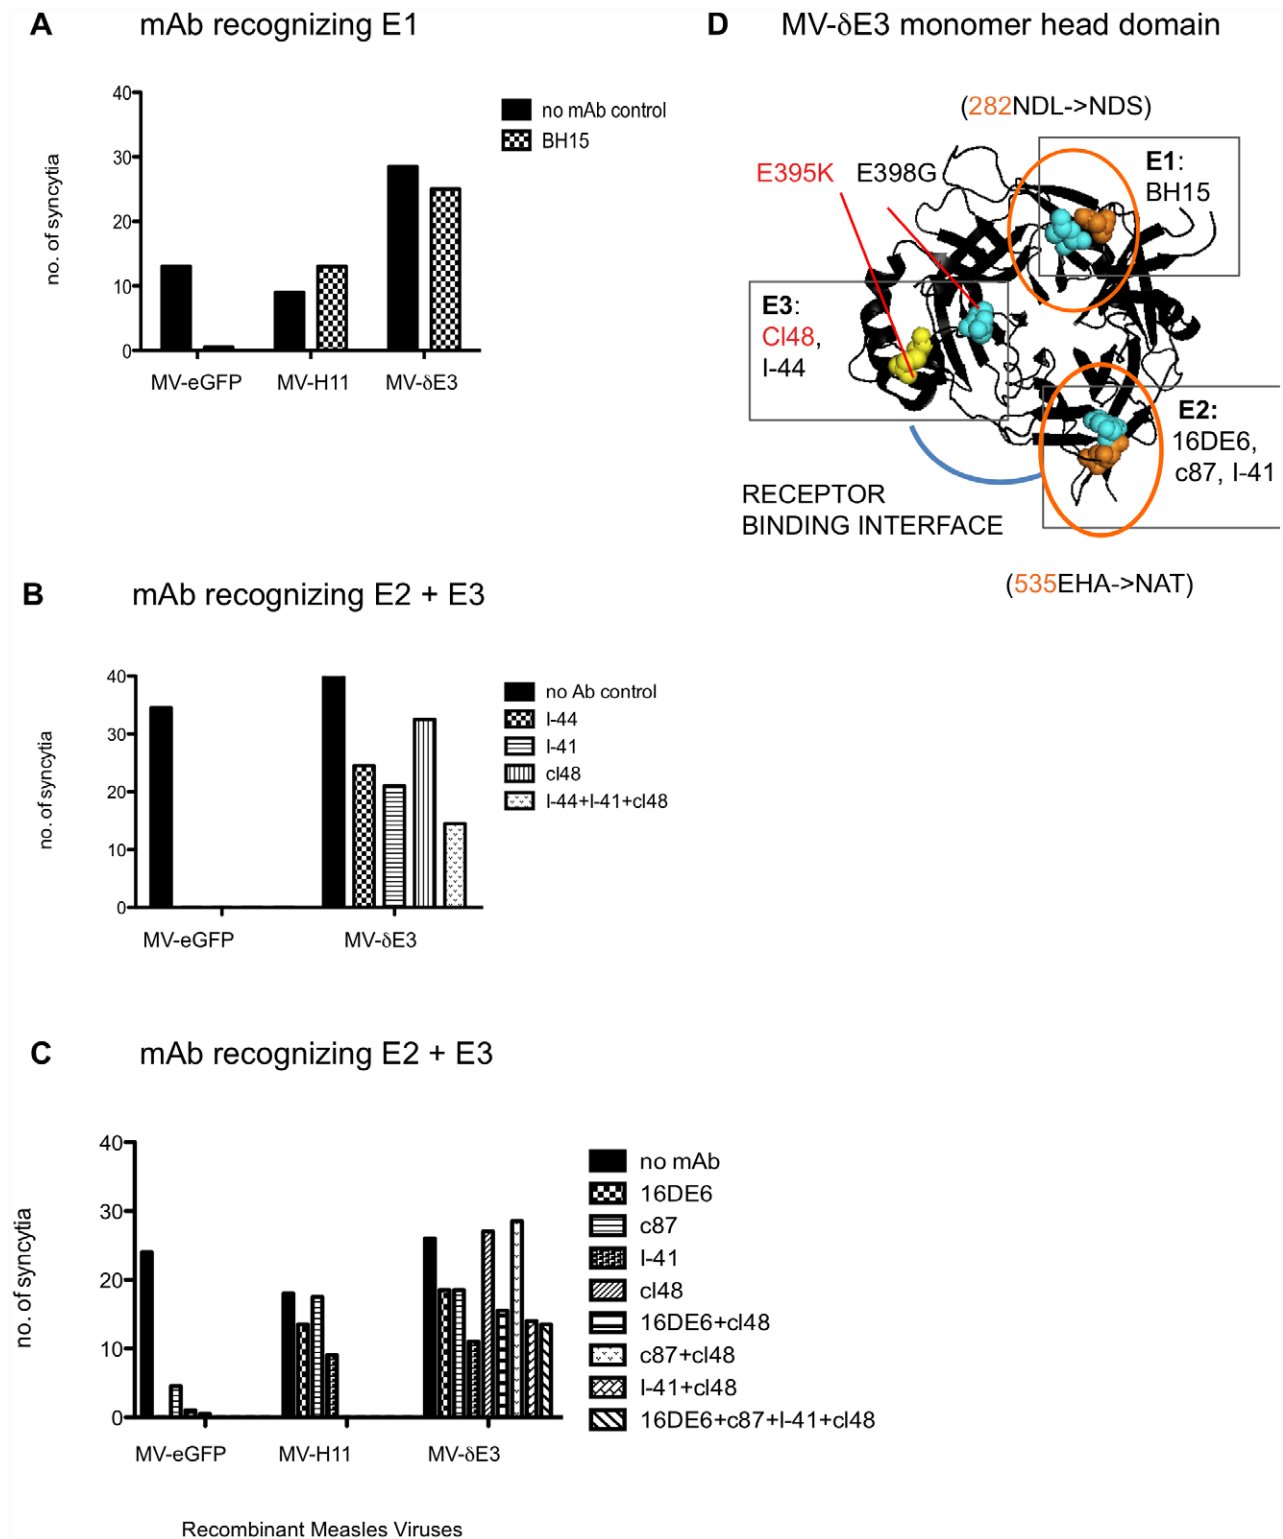 A mAb recognizing E1
40
30
20
10
0
no. of syncytia
MV-eGFP MV-H11 MV-δE3
no mAb control
BH15
D MV-δE3 monomer head domain
(282NDL->NDS)
E395K E398G
E1:
BH15
E3:
Cl48,
I-44
E2:
16DE6,
c87, I-41
RECEPTOR
BINDING INTERFACE
(535EHA->NAT)
B mAb recognizing E2 + E3
40
30
20
10
0
no. of syncytia
MV-eGFP MV-δE3
no Ab control
I-44
I-41
cl48
I-44+I-41+cl48
C mAb recognizing E2 + E3
40
30
20
10
0
no. of syncytia
MV-eGFP MV-H11 MV-δE3
no mAb
16DE6
c87
I-41
cl48
16DE6+cl48
c87+cl48
I-41+cl48
16DE6+c87+I-41+cl48
Recombinant Measles Viruses